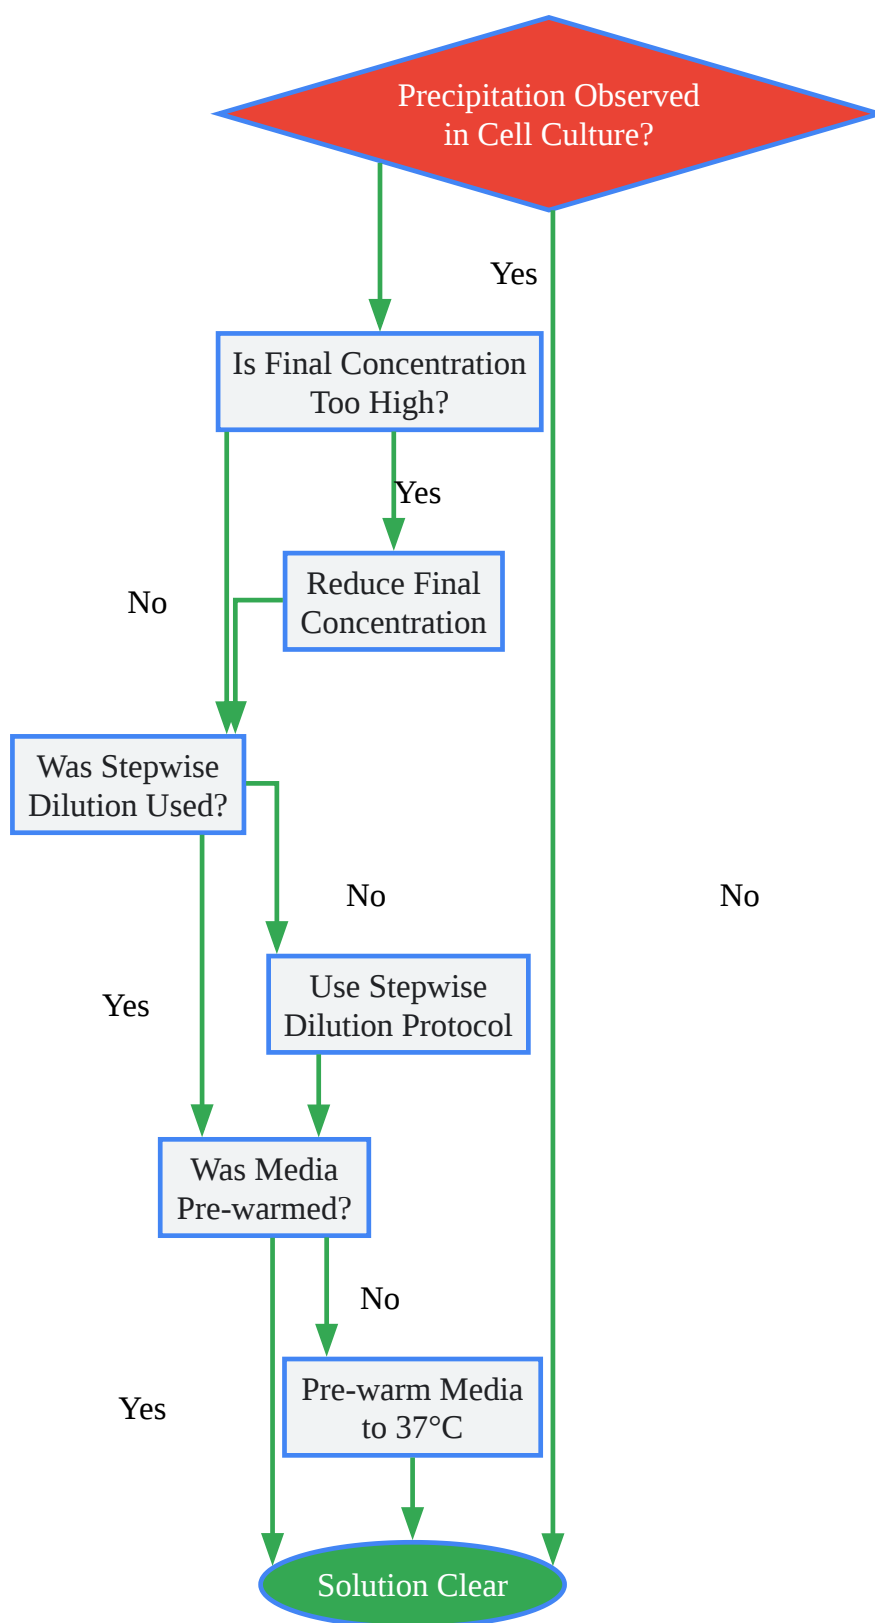 Precipitation Observed
in Cell Culture?
Yes
Is Final Concentration
Too High?
Yes
Reduce Final
Concentration
No
Was Stepwise
Dilution Used?
No
No
Use Stepwise
Dilution Protocol
Yes
Was Media
Pre-warmed?
No
Pre-warm Media
to 37°C
Yes
Solution Clear